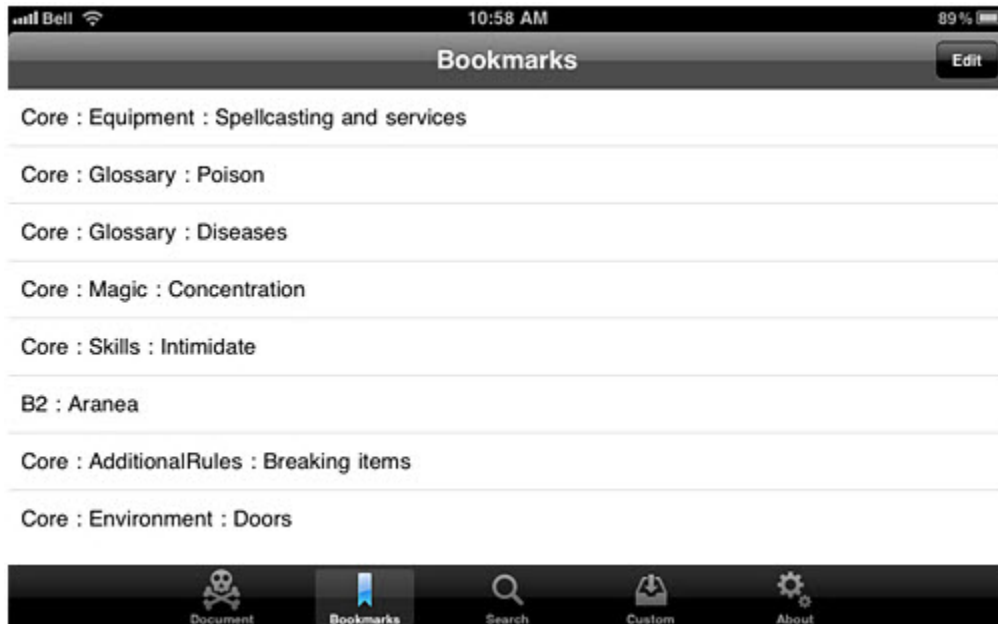 Bell 10:58 AM 89%
Bookmarks Edit
Core : Equipment : Spellcasting and services
Core : Glossary : Poison
Core : Glossary : Diseases
Core : Magic : Concentration
Core : Skills : Intimidate
B2 : Aranea
Core : AdditionalRules : Breaking items
Core : Environment : Doors
Document Bookmarks Search Custom About